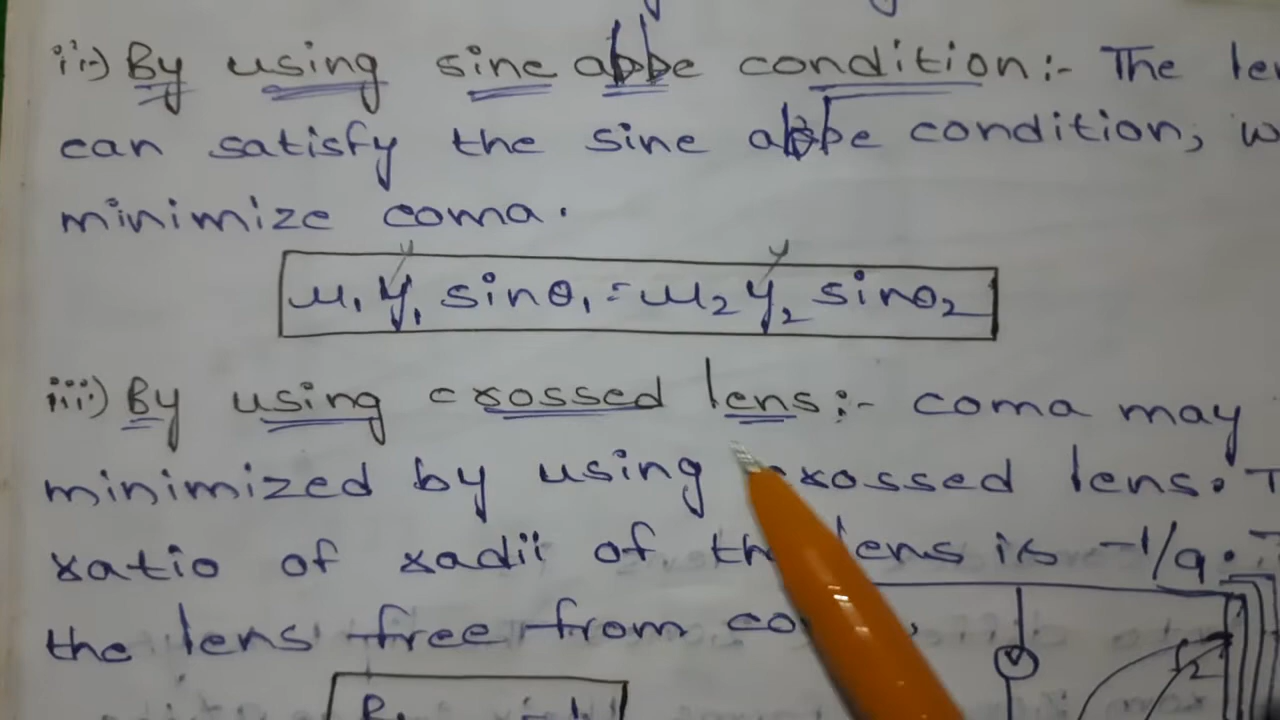 ii:-) By using sine abbe condition:- The le
can satisfy the sine abbe condition, w
minimize coma.
y y
μ₁ y₁ sinθ₁ = μ₂ y₂ sinθ₂
iii:-) By using crossed lens:- coma may
minimized by using crossed lens. T
ratio of radii of the lens is -1/9. T
the lens free from co